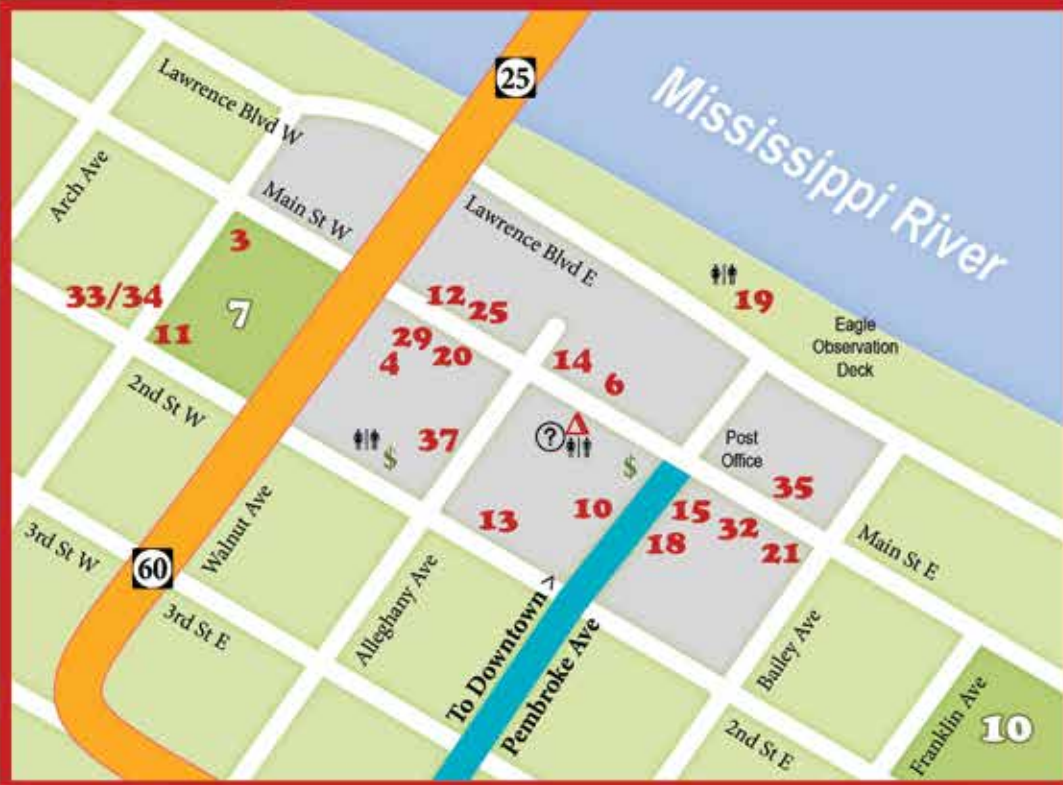 25
Mississippi River
Lawrence Blvd W
Arch Ave
Main St W
Lawrence Blvd E
3
19
33/34
7
12
25
Eagle
Observation
Deck
11
29
4
20
14
6
2nd St W
37
$
?
$
Post
Office
35
13
10
15
32
18
21
3rd St W
Walnut Ave
60
Main St E
3rd St E
Alleghany Ave
To Downtown >
Pembroke Ave
Bailey Ave
Franklin Ave
10
2nd St E